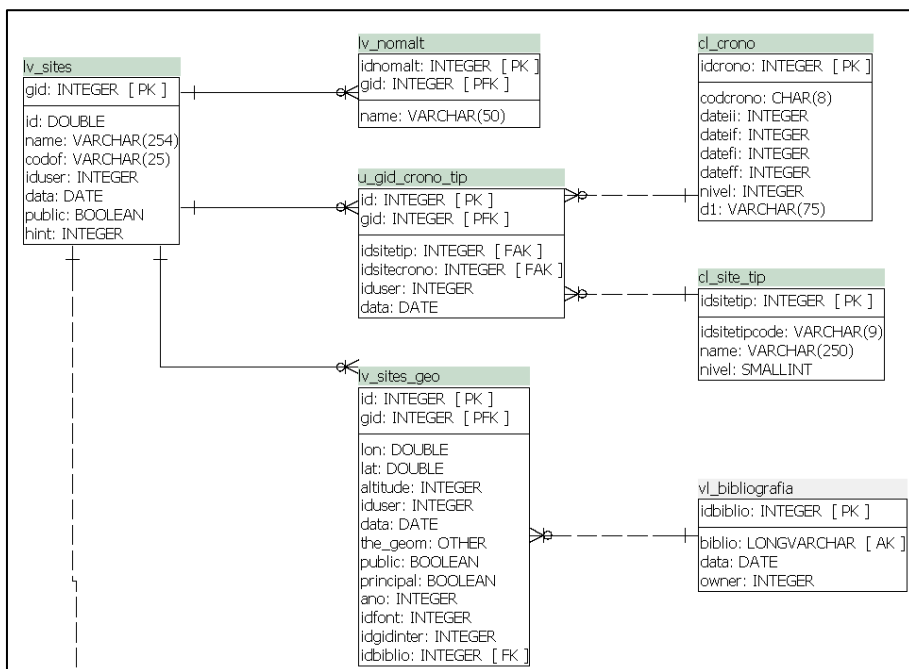 lv_sites
gid: INTEGER [ PK ]
id: DOUBLE
name: VARCHAR(254)
codof: VARCHAR(25)
iduser: INTEGER
data: DATE
public: BOOLEAN
hint: INTEGER
lv_nomalt
idnomalt: INTEGER [ PK ]
gid: INTEGER [ PFK ]
name: VARCHAR(50)
cl_crono
idcrono: INTEGER [ PK ]
codcrono: CHAR(8)
dateii: INTEGER
dateif: INTEGER
datefi: INTEGER
dateff: INTEGER
nivel: INTEGER
d1: VARCHAR(75)
u_gid_crono_tip
id: INTEGER [ PK ]
gid: INTEGER [ PFK ]
idsitetip: INTEGER [ FAK ]
idsitecrono: INTEGER [ FAK ]
iduser: INTEGER
data: DATE
cl_site_tip
idsitetip: INTEGER [ PK ]
idsitetipcode: VARCHAR(9)
name: VARCHAR(250)
nivel: SMALLINT
lv_sites_geo
id: INTEGER [ PK ]
gid: INTEGER [ PFK ]
lon: DOUBLE
lat: DOUBLE
altitude: INTEGER
iduser: INTEGER
data: DATE
the_geom: OTHER
public: BOOLEAN
principal: BOOLEAN
ano: INTEGER
idfont: INTEGER
idgidinter: INTEGER
idbiblio: INTEGER [ FK ]
vl_bibliografia
idbiblio: INTEGER [ PK ]
biblio: LONGVARCHAR [ AK ]
data: DATE
owner: INTEGER